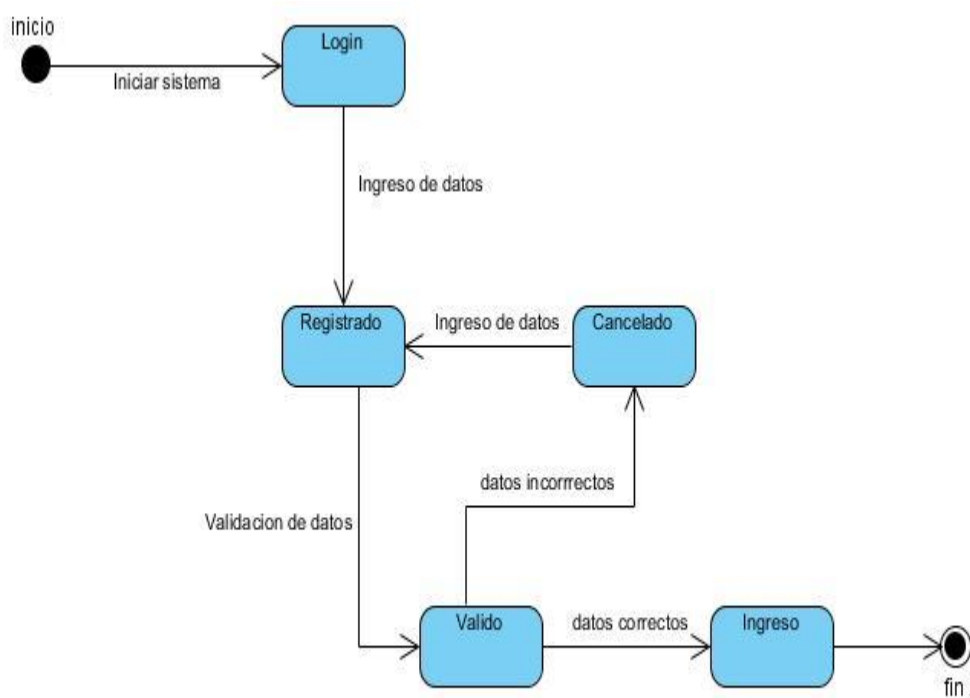 inicio
Login
Iniciar sistema
Ingreso de datos
Registrado
Ingreso de datos
Cancelado
datos incorrrectos
Validacion de datos
Valido
datos correctos
Ingreso
fin